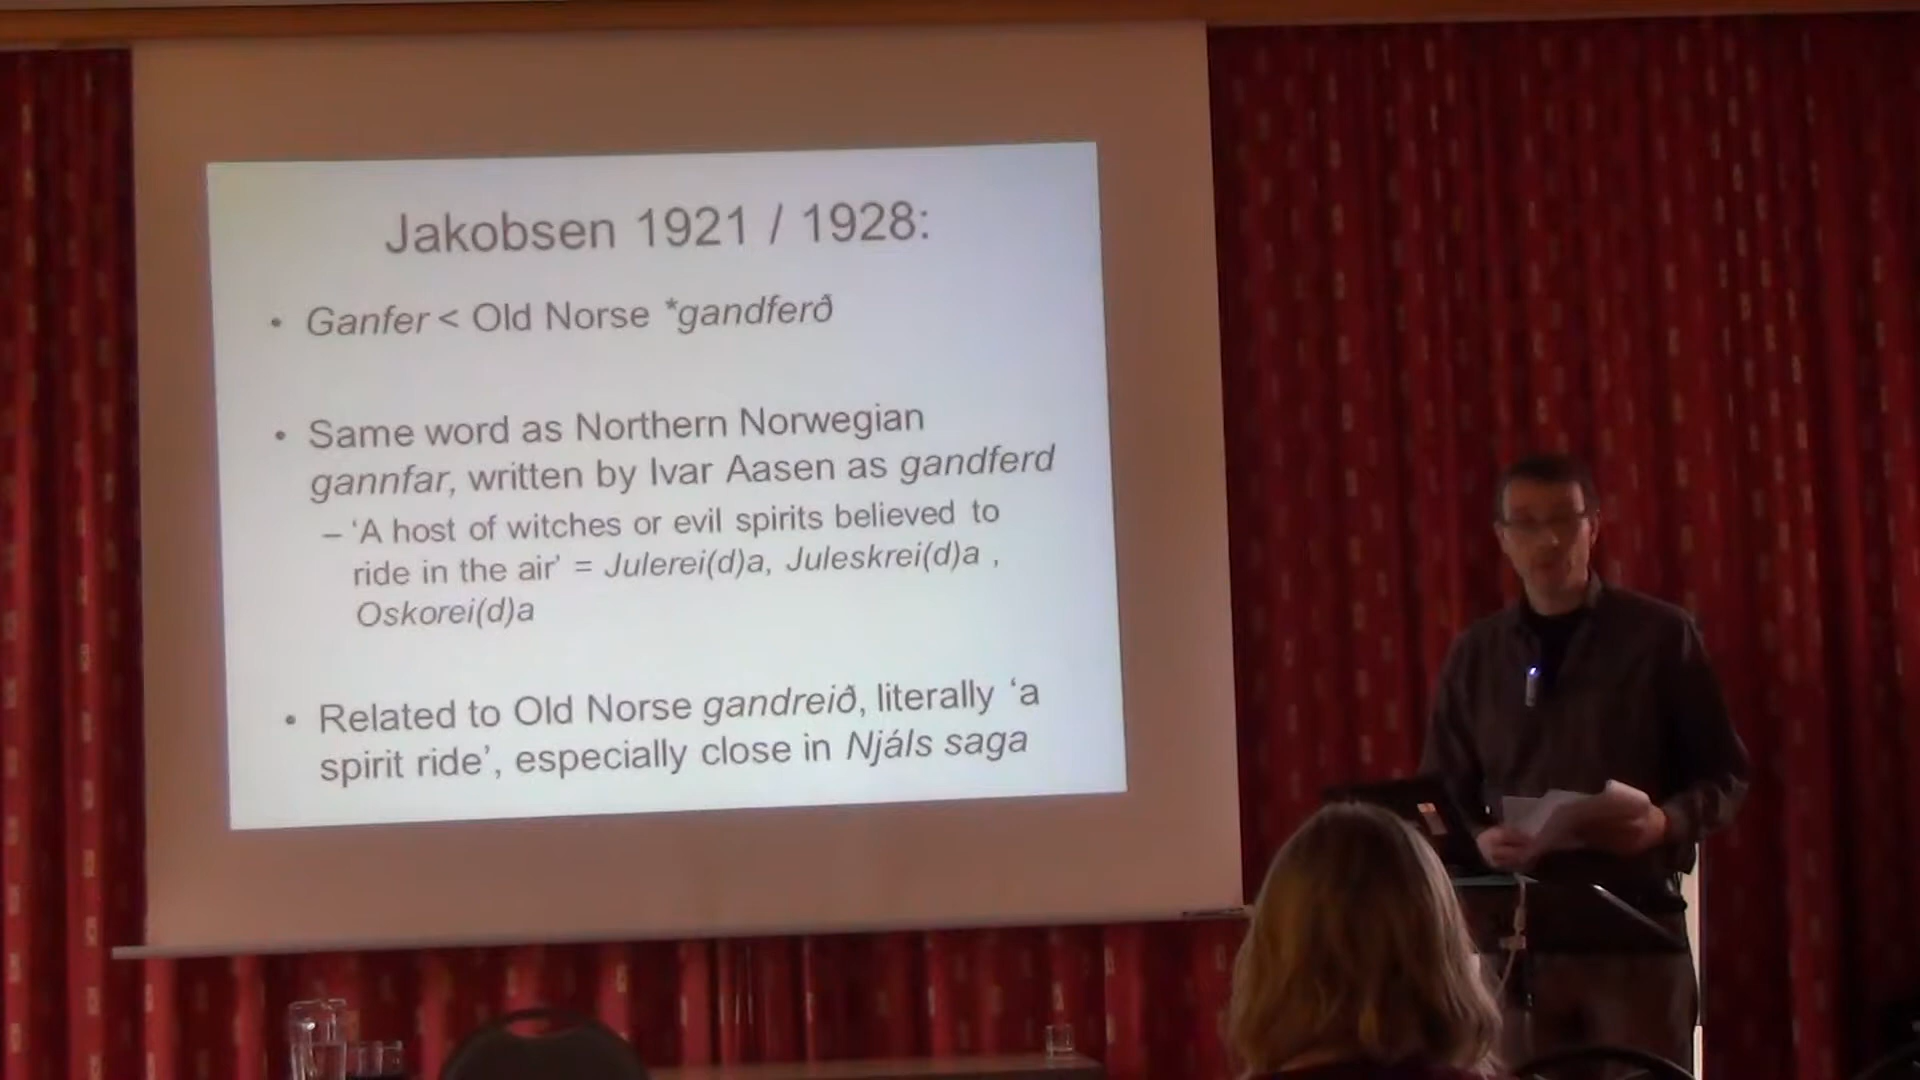 Jakobsen 1921 / 1928:
• Ganfer < Old Norse *gandferð
• Same word as Northern Norwegian
gannfar, written by Ivar Aasen as gandferd
– ‘A host of witches or evil spirits believed to
ride in the air’ = Julerei(d)a, Juleskrei(d)a ,
Oskorei(d)a
• Related to Old Norse gandreið, literally ‘a
spirit ride’, especially close in Njáls saga